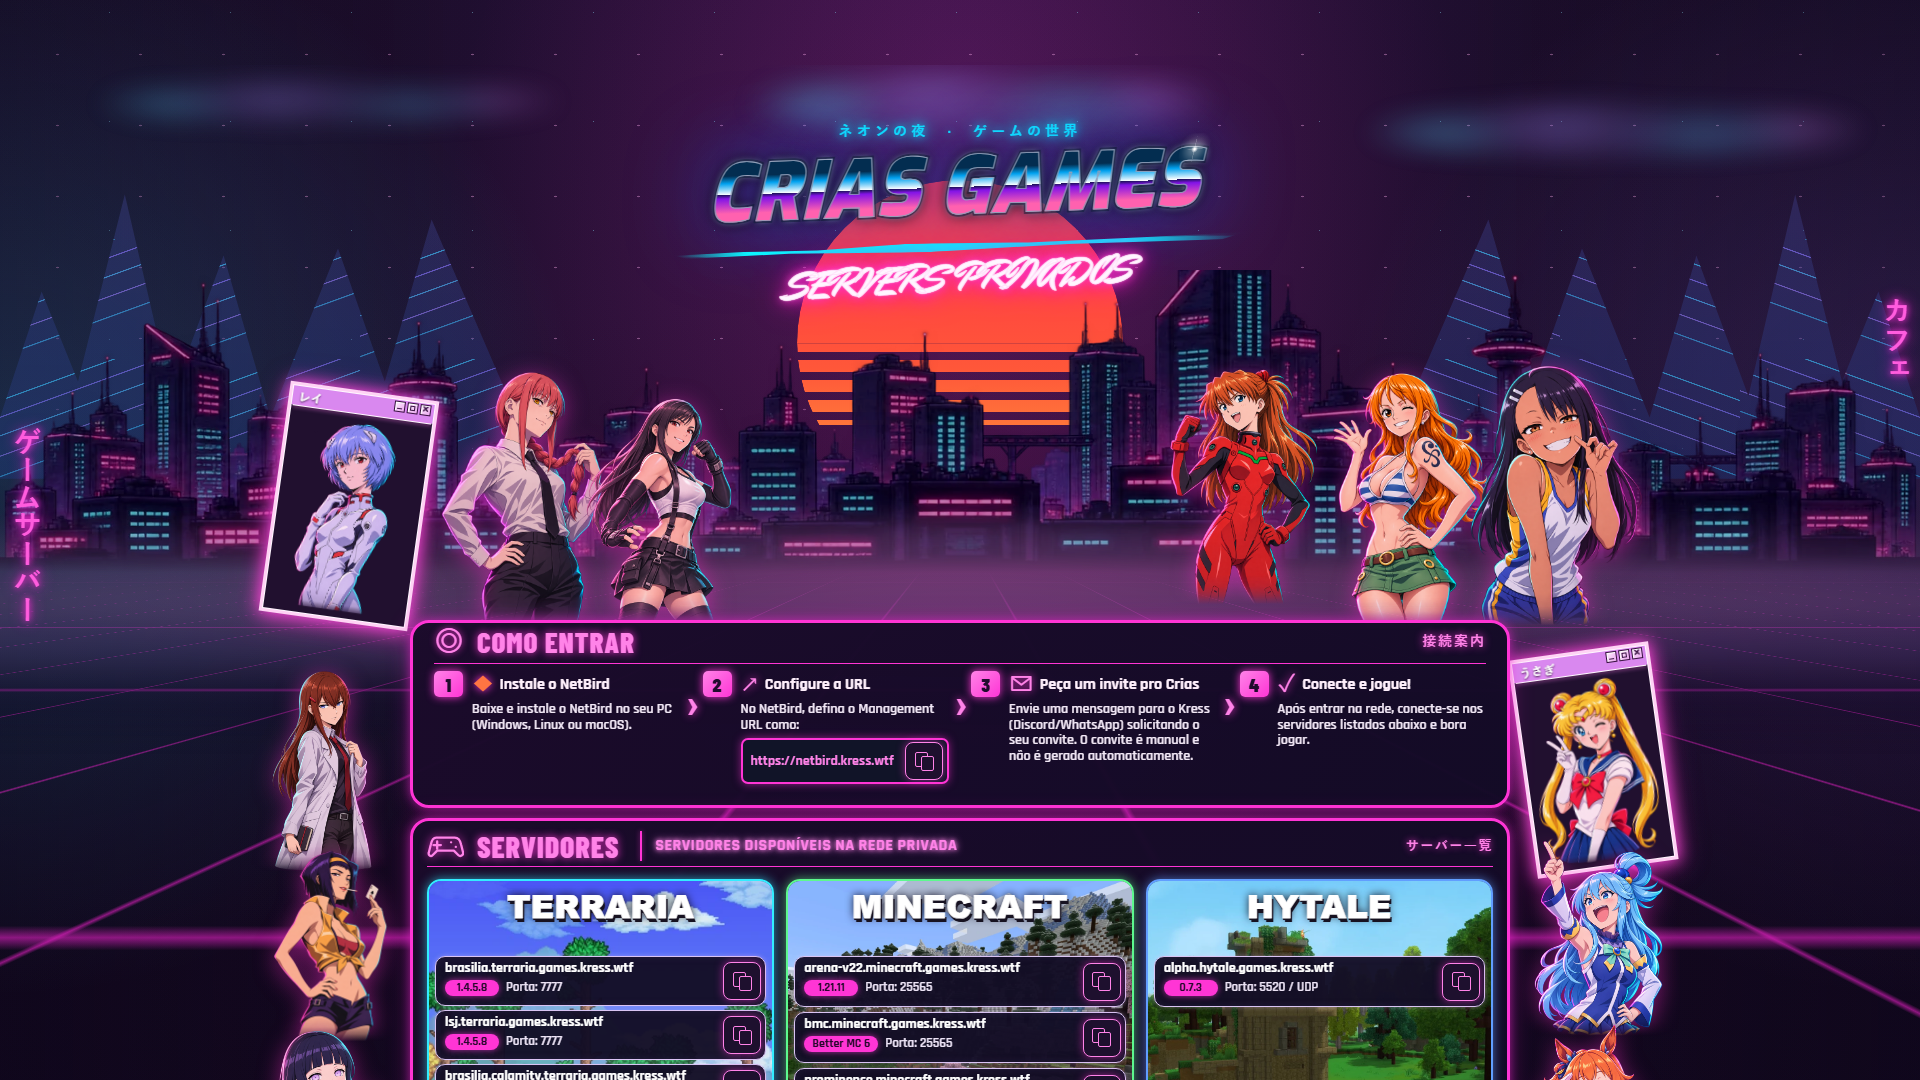 ネオンの夜 · ゲームの世界
CRIAS GAMES
SERVERS PRIVADOS
カフェ
ゲームサーバー
レイ
COMO ENTRAR
接続案内
1 Instale o NetBird
Baixe e instale o NetBird no seu PC
(Windows, Linux ou macOS).
2 Configure a URL
No NetBird, defina o Management
URL como:
https://netbird.kress.wtf
3 Peça um invite pro Crias
Envie uma mensagem para o Kress
(Discord/WhatsApp) solicitando o
seu convite. O convite é manual e
não é gerado automaticamente.
4 Conecte e jogue!
Após entrar na rede, conecte-se nos
servidores listados abaixo e bora
jogar.
うさぎ
SERVIDORES
SERVIDORES DISPONÍVEIS NA REDE PRIVADA
サーバー一覧
TERRARIA
brasilia.terraria.games.kress.wtf
1.4.5.8 Porta: 7777
lsj.terraria.games.kress.wtf
1.4.5.8 Porta: 7777
brasilia.calamity.terraria.games.kress.wtf
MINECRAFT
arena-v22.minecraft.games.kress.wtf
1.21.11 Porta: 25565
bmc.minecraft.games.kress.wtf
Better MC 6 Porta: 25565
prominence.minecraft.games.kress.wtf
HYTALE
alpha.hytale.games.kress.wtf
0.7.3 Porta: 5520 / UDP